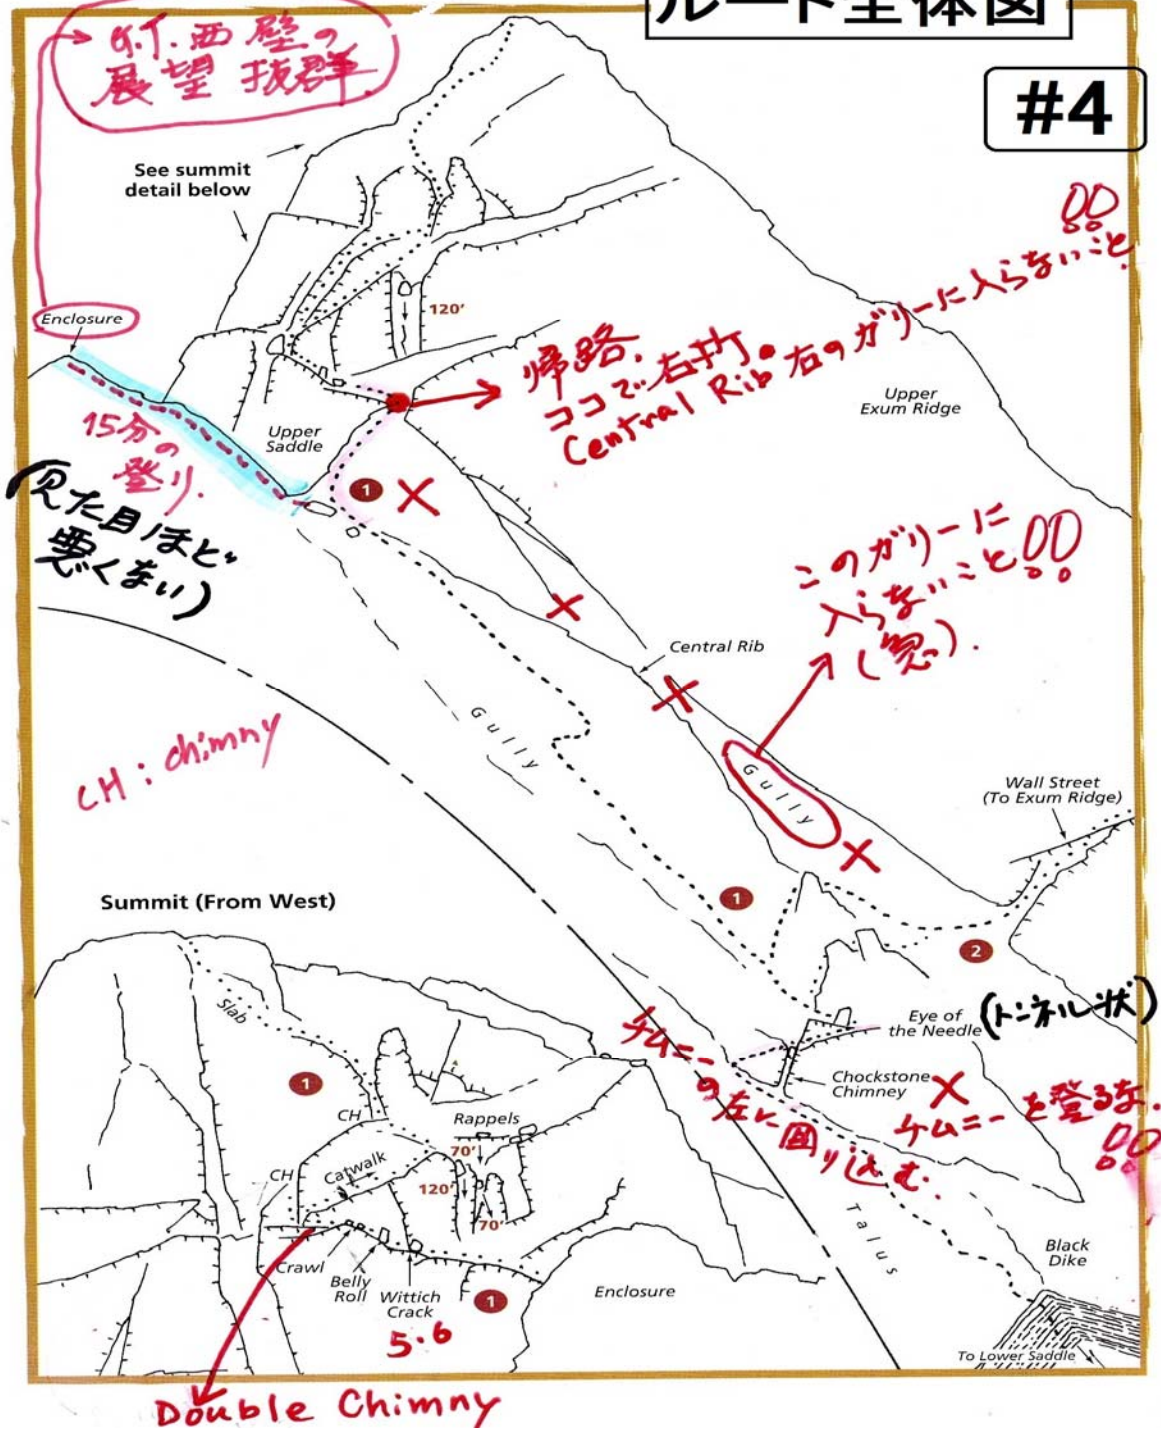 ルート全体図
#4
G.T.西壁の
展望 抜群
See summit
detail below
120'
Enclosure
帰路.
ココで右折。
Central Rib 右のガリーに入らないこと!!
Upper
Exum Ridge
Upper
Saddle
15分の
登り.
(見た目ほど
悪くない)
1
このガリーに
入らないこと!!
Central Rib
Gully
CH : chimny
Gully
Wall Street
(To Exum Ridge)
1
2
Summit (From West)
Eye of
the Needle
(トンネル状)
Chockstone
Chimney
チムニーを登るな.!!
チムニー
の左に回り込む.
Slab
1
CH
Rappels
70'
CH
Catwalk
120'
70'
Talus
Crawl
Belly
Roll
Wittich
Crack
1
Enclosure
Black
Dike
5.6
To Lower Saddle
Double Chimny